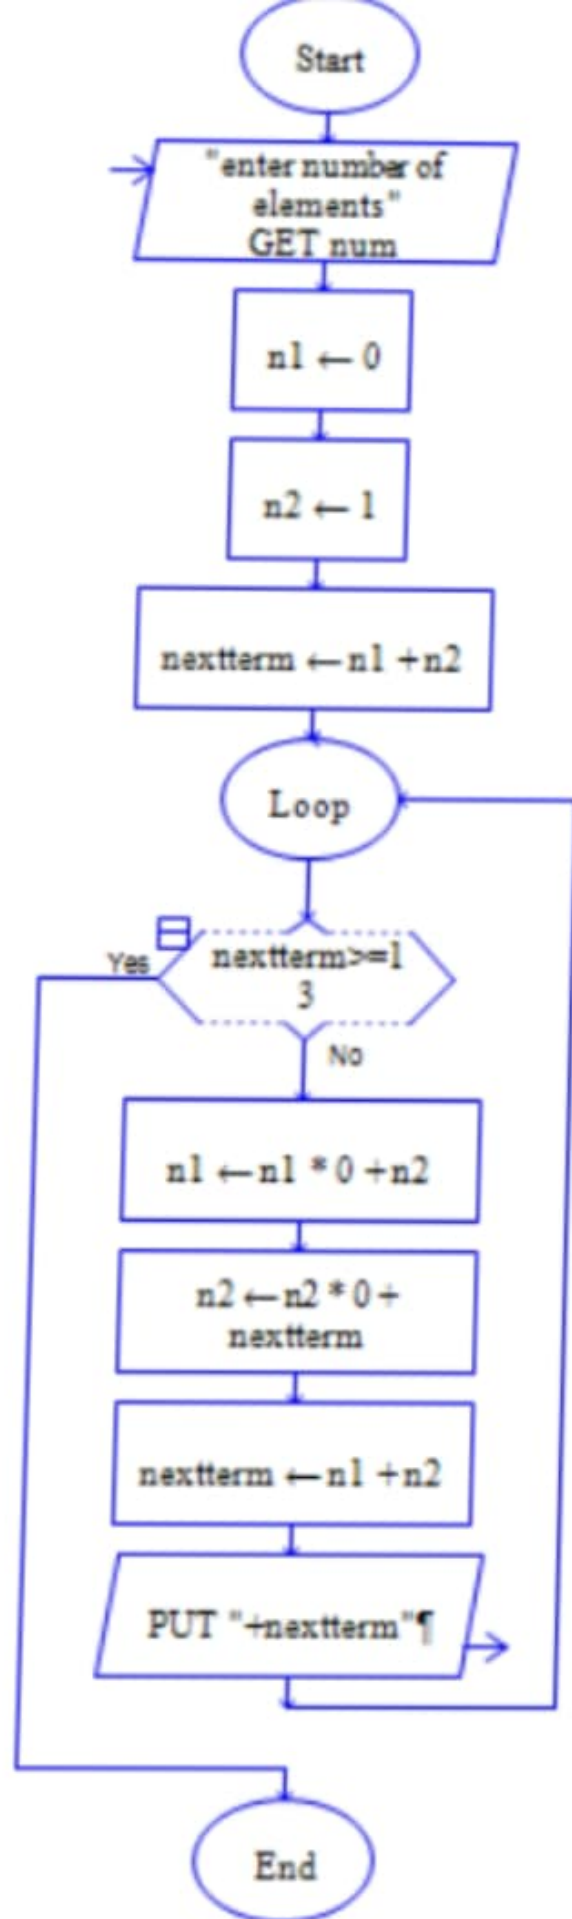 Start
"enter number of
elements"
GET num
n1 ← 0
n2 ← 1
nextterm ← n1 + n2
Loop
nextterm>=1
3
Yes
No
n1 ← n1 * 0 + n2
n2 ← n2 * 0 +
nextterm
nextterm ← n1 + n2
PUT "+nextterm"¶
End